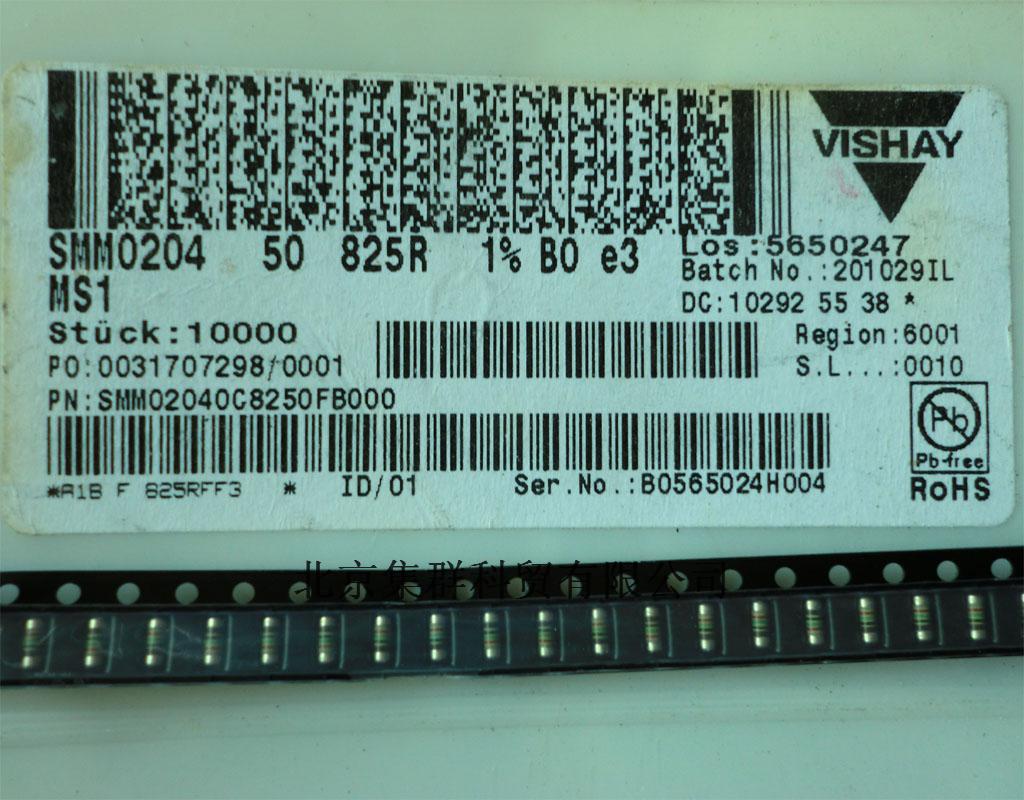 VISHAY
SMM0204 50 825R 1% B0 e3
MS1
Los:5650247
Batch No.:201029IL
DC:10292 55 38 *
Stück:10000
Region:6001
PO:0031707298/0001
S.L...:0010
PN:SMM02040C8250FB000
Pb
Pb-free
RoHS
*A1B F 825RFF3 * ID/01 Ser.No.:B0565024H004
北京集群科贸有限公司